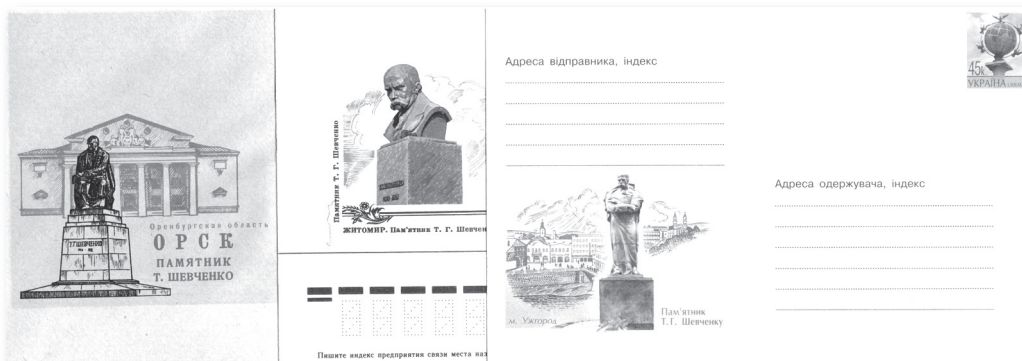 Т.Г.ШЕВЧЕНКО
Оренбургская область
ОРСК
ПАМЯТНИК
Т. ШЕВЧЕНКО
Памятник Т. Г. Шевченко
ЖИТОМИР. Пам'ятник Т. Г. Шевчен
Пишите индекс предприятия связи места наз
Адреса відправника, індекс
м. Ужгород
Пам'ятник
Т. Г. Шевченку
45к
УКРАЇНА
Адреса одержувача, індекс